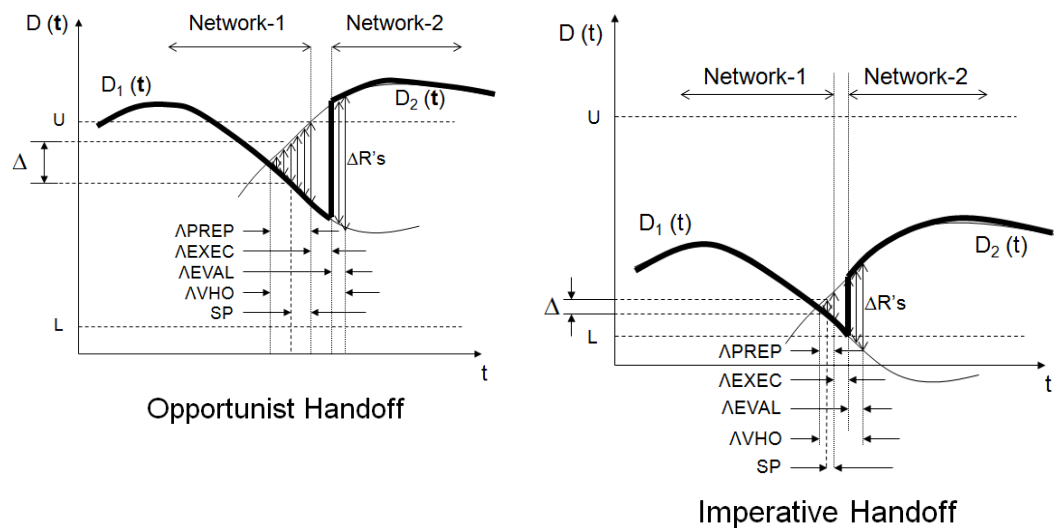 D (t)
Network-1
Network-2
D₁ (t)
D₂ (t)
U
Δ
ΔR's
ΛPREP
ΛEXEC
ΛEVAL
ΛVHO
SP
L
t
Opportunist Handoff
D (t)
Network-1
Network-2
U
D₁ (t)
D₂ (t)
Δ
ΔR's
L
ΛPREP
ΛEXEC
ΛEVAL
ΛVHO
SP
t
Imperative Handoff